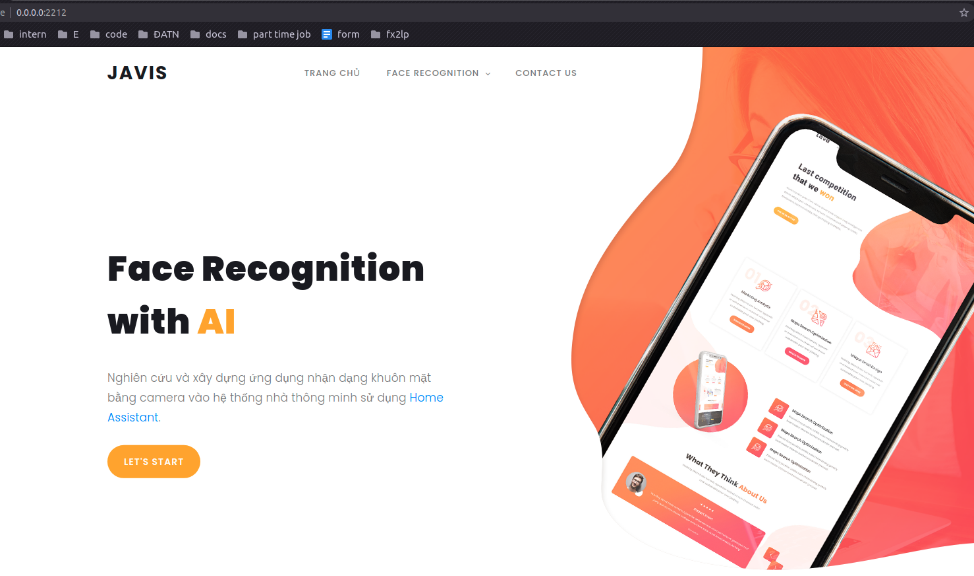 0.0.0.0:2212
intern E code ĐATN docs part time job form fx2lp
JAVIS
TRANG CHỦ FACE RECOGNITION CONTACT US
Face Recognition
with AI
Nghiên cứu và xây dựng ứng dụng nhận dạng khuôn mặt
bằng camera vào hệ thống nhà thông minh sử dụng Home
Assistant.
LET'S START
Last competition
that we won
What They Think About Us